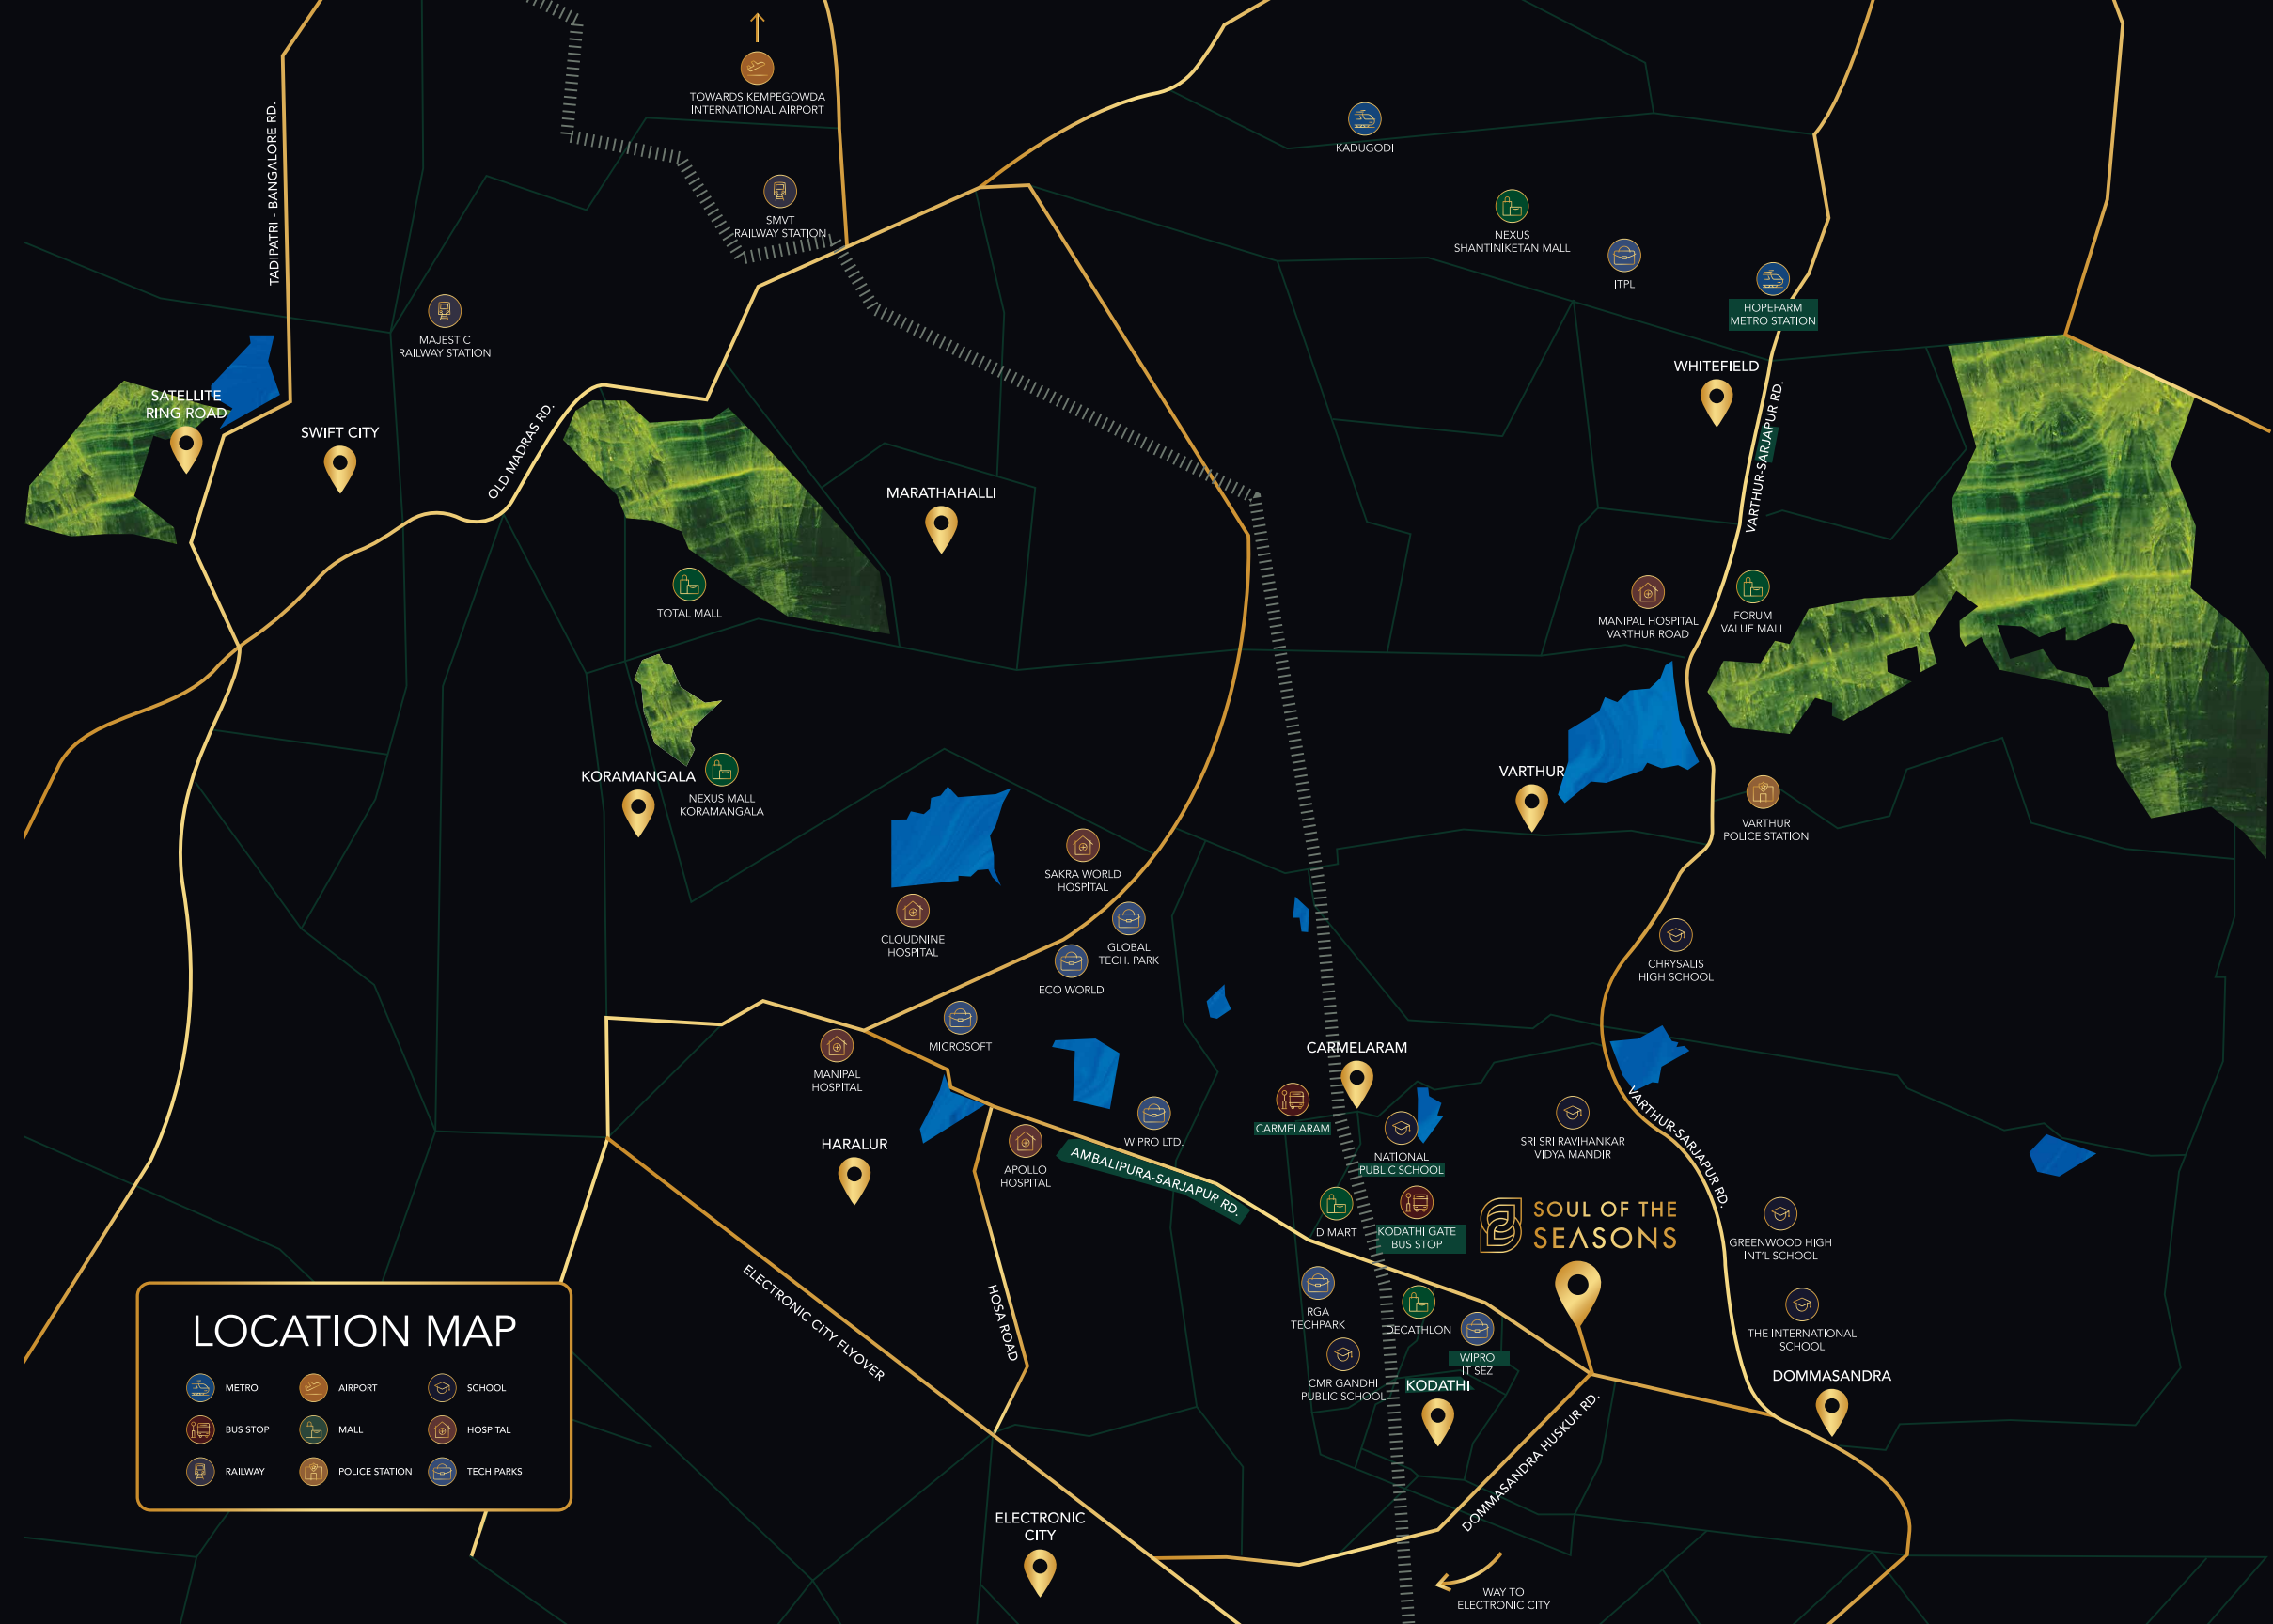 TOWARDS KEMPEGOWDA
INTERNATIONAL AIRPORT
TADIPATRI - BANGALORE RD.
KADUGODI
SMVT
RAILWAY STATION
NEXUS
SHANTINIKETAN MALL
ITPL
HOPEFARM
METRO STATION
MAJESTIC
RAILWAY STATION
WHITEFIELD
SATELLITE
RING ROAD
SWIFT CITY
OLD MADRAS RD.
VARTHUR-SARJAPUR RD.
MARATHAHALLI
TOTAL MALL
MANIPAL HOSPITAL
VARTHUR ROAD
FORUM
VALUE MALL
KORAMANGALA
NEXUS MALL
KORAMANGALA
VARTHUR
VARTHUR
POLICE STATION
SAKRA WORLD
HOSPITAL
CLOUDNINE
HOSPITAL
GLOBAL
TECH. PARK
ECO WORLD
CHRYSALIS
HIGH SCHOOL
MICROSOFT
MANIPAL
HOSPITAL
CARMELARAM
CARMELARAM
HARALUR
APOLLO
HOSPITAL
WIPRO LTD.
AMBALIPURA-SARJAPUR RD.
NATIONAL
PUBLIC SCHOOL
SRI SRI RAVIHANKAR
VIDYA MANDIR
VARTHUR-SARJAPUR RD.
D MART
KODATHI GATE
BUS STOP
SOUL OF THE
SEASONS
GREENWOOD HIGH
INT'L SCHOOL
ELECTRONIC CITY FLYOVER
HOSA ROAD
RGA
TECHPARK
DECATHLON
WIPRO
IT SEZ
THE INTERNATIONAL
SCHOOL
CMR GANDHI
PUBLIC SCHOOL
KODATHI
DOMMASANDRA
DOMMASANDRA HUSKUR RD.
LOCATION MAP
METRO
AIRPORT
SCHOOL
BUS STOP
MALL
HOSPITAL
RAILWAY
POLICE STATION
TECH PARKS
ELECTRONIC
CITY
WAY TO
ELECTRONIC CITY